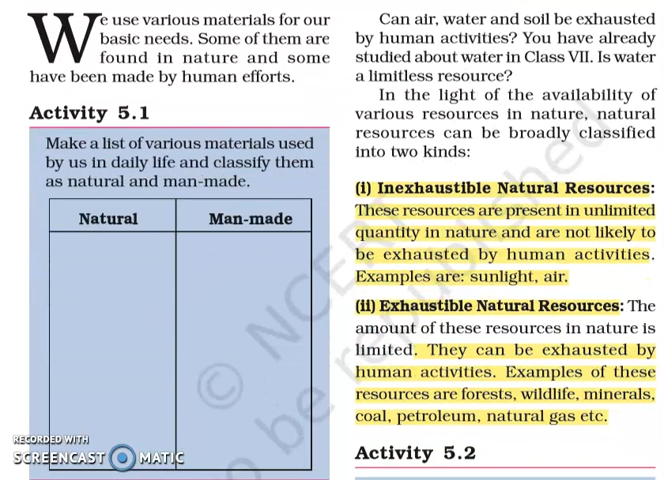 We use various materials for our
basic needs. Some of them are
found in nature and some
have been made by human efforts.
Activity 5.1
Make a list of various materials used
by us in daily life and classify them
as natural and man-made.
Natural Man-made
RECORDED WITH
SCREENCAST MATIC
Can air, water and soil be exhausted
by human activities? You have already
studied about water in Class VII. Is water
a limitless resource?
In the light of the availability of
various resources in nature, natural
resources can be broadly classified
into two kinds:
(i) Inexhaustible Natural Resources:
These resources are present in unlimited
quantity in nature and are not likely to
be exhausted by human activities.
Examples are: sunlight, air.
(ii) Exhaustible Natural Resources: The
amount of these resources in nature is
limited. They can be exhausted by
human activities. Examples of these
resources are forests, wildlife, minerals,
coal, petroleum, natural gas etc.
Activity 5.2
© NCERT
o be republished